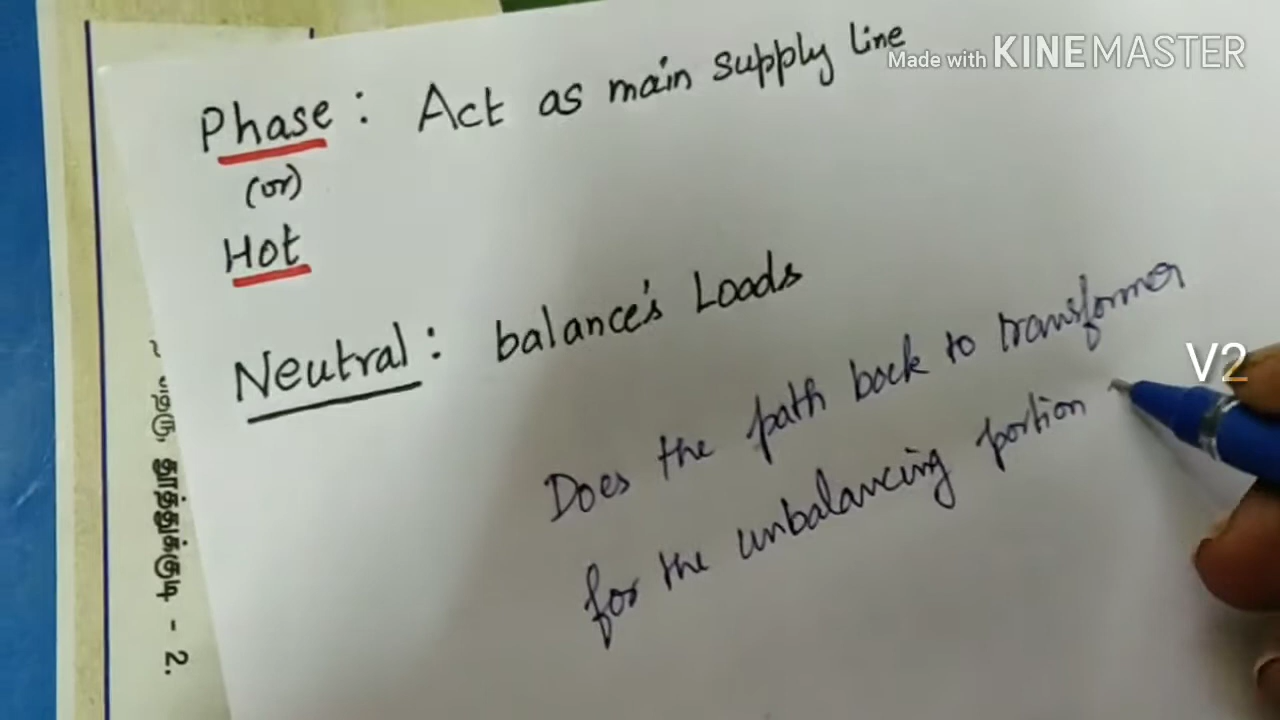 Made with KINEMASTER
Phase : Act as main supply line
(or)
Hot
Neutral : balance's Loads
Does the path back to transformer
for the unbalancing portion
V2
தூத்துக்குடி - 2.